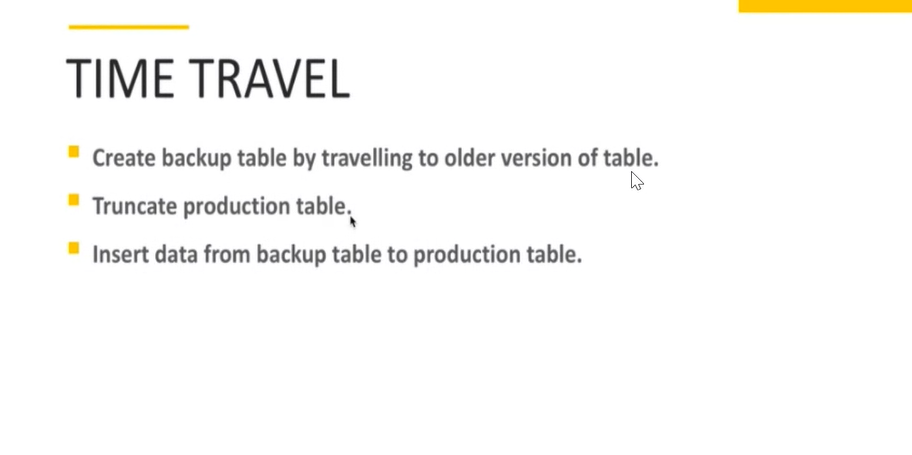 TIME TRAVEL
Create backup table by travelling to older version of table.
Truncate production table.
Insert data from backup table to production table.